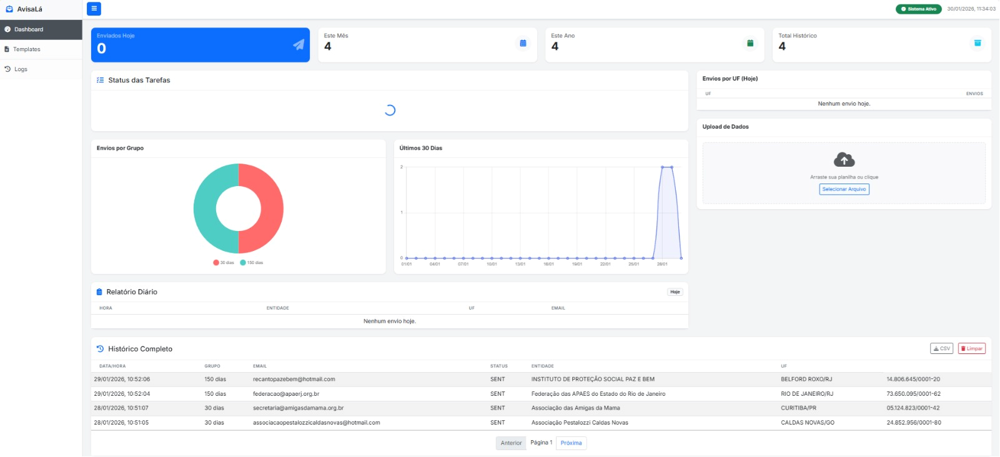 AvisaLá
Sistema Ativo
30/01/2026, 11:34:03
Dashboard
Templates
Logs
Enviados Hoje
0
Este Mês
4
Este Ano
4
Total Histórico
4
Status das Tarefas
Envios por UF (Hoje)
UF ENVIOS
Nenhum envio hoje.
Upload de Dados
Arraste sua planilha ou clique
Selecionar Arquivo
Envios por Grupo
30 dias 150 dias
Últimos 30 Dias
2
1
0
01/01 04/01 07/01 10/01 13/01 16/01 19/01 22/01 25/01 28/01
Relatório Diário
Hoje
HORA ENTIDADE UF EMAIL
Nenhum envio hoje.
Histórico Completo
CSV Limpar
DATA/HORA GRUPO EMAIL STATUS ENTIDADE UF
29/01/2026, 10:52:06 150 dias recantopazebem@hotmail.com SENT INSTITUTO DE PROTEÇÃO SOCIAL PAZ E BEM BELFORD ROXO/RJ 14.806.645/0001-20
29/01/2026, 10:52:04 150 dias federacao@apaerj.org.br SENT Federação das APAES do Estado do Rio de Janeiro RIO DE JANEIRO/RJ 73.650.095/0001-62
28/01/2026, 10:51:07 30 dias secretaria@amigasdamama.org.br SENT Associação das Amigas da Mama CURITIBA/PR 05.124.823/0001-42
28/01/2026, 10:51:05 30 dias associacaopestalozzicaldasnovas@hotmail.com SENT Associação Pestalozzi Caldas Novas CALDAS NOVAS/GO 24.852.956/0001-80
Anterior Página 1 Próxima